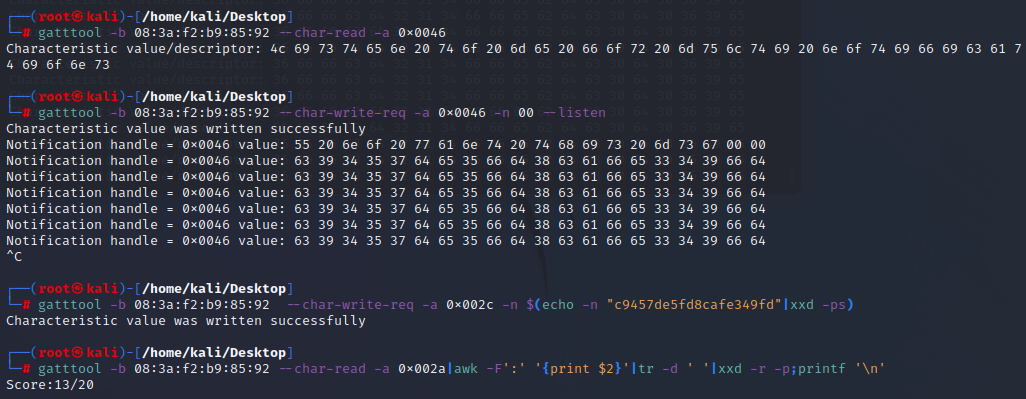 ┌──(root㉿kali)-[/home/kali/Desktop]
└─# gatttool -b 08:3a:f2:b9:85:92 --char-read -a 0×0046
Characteristic value/descriptor: 4c 69 73 74 65 6e 20 74 6f 20 6d 65 20 66 6f 72 20 6d 75 6c 74 69 20 6e 6f 74 69 66 69 63 61 7
4 69 6f 6e 73
┌──(root㉿kali)-[/home/kali/Desktop]
└─# gatttool -b 08:3a:f2:b9:85:92 --char-write-req -a 0×0046 -n 00 --listen
Characteristic value was written successfully
Notification handle = 0×0046 value: 55 20 6e 6f 20 77 61 6e 74 20 74 68 69 73 20 6d 73 67 00 00
Notification handle = 0×0046 value: 63 39 34 35 37 64 65 35 66 64 38 63 61 66 65 33 34 39 66 64
Notification handle = 0×0046 value: 63 39 34 35 37 64 65 35 66 64 38 63 61 66 65 33 34 39 66 64
Notification handle = 0×0046 value: 63 39 34 35 37 64 65 35 66 64 38 63 61 66 65 33 34 39 66 64
Notification handle = 0×0046 value: 63 39 34 35 37 64 65 35 66 64 38 63 61 66 65 33 34 39 66 64
Notification handle = 0×0046 value: 63 39 34 35 37 64 65 35 66 64 38 63 61 66 65 33 34 39 66 64
Notification handle = 0×0046 value: 63 39 34 35 37 64 65 35 66 64 38 63 61 66 65 33 34 39 66 64
^C
┌──(root㉿kali)-[/home/kali/Desktop]
└─# gatttool -b 08:3a:f2:b9:85:92  --char-write-req -a 0×002c -n $(echo -n "c9457de5fd8cafe349fd"|xxd -ps)
Characteristic value was written successfully
┌──(root㉿kali)-[/home/kali/Desktop]
└─# gatttool -b 08:3a:f2:b9:85:92 --char-read -a 0×002a|awk -F':' '{print $2}'|tr -d ' '|xxd -r -p;printf '\n'
Score:13/20